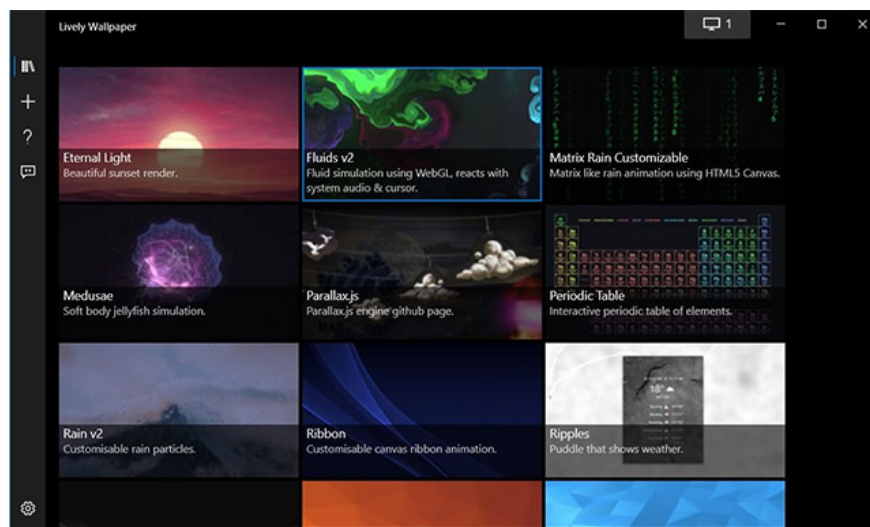 Lively Wallpaper
1
Eternal Light
Beautiful sunset render.
Fluids v2
Fluid simulation using WebGL, reacts with
system audio & cursor.
Matrix Rain Customizable
Matrix like rain animation using HTML5 Canvas.
Medusae
Soft body jellyfish simulation.
Parallax.js
Parallax.js engine github page.
Periodic Table
Interactive periodic table of elements.
Rain v2
Customisable rain particles.
Ribbon
Customisable canvas ribbon animation.
18°
Ripples
Puddle that shows weather.